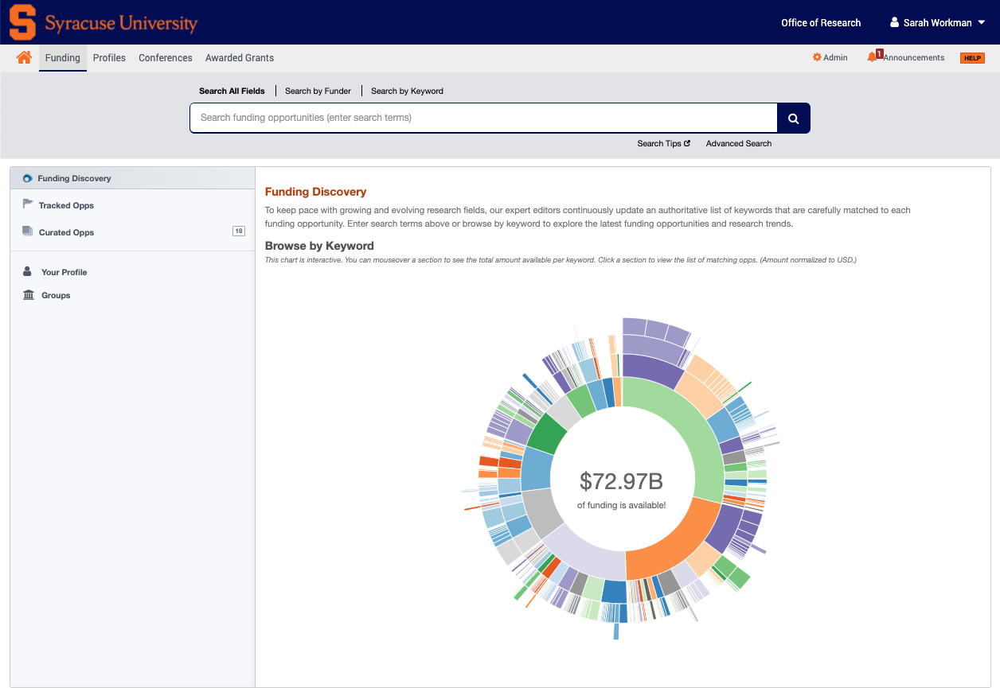 S Syracuse University
Office of Research
Sarah Workman
Funding
Profiles
Conferences
Awarded Grants
Admin
1
Announcements
HELP
Search All Fields
Search by Funder
Search by Keyword
Search funding opportunities (enter search terms)
Search Tips
Advanced Search
Funding Discovery
Tracked Opps
Curated Opps
18
Your Profile
Groups
Funding Discovery
To keep pace with growing and evolving research fields, our expert editors continuously update an authoritative list of keywords that are carefully matched to each
funding opportunity. Enter search terms above or browse by keyword to explore the latest funding opportunities and research trends.
Browse by Keyword
This chart is interactive. You can mouseover a section to see the total amount available per keyword. Click a section to view the list of matching opps. (Amount normalized to USD.)
$72.97B
of funding is available!